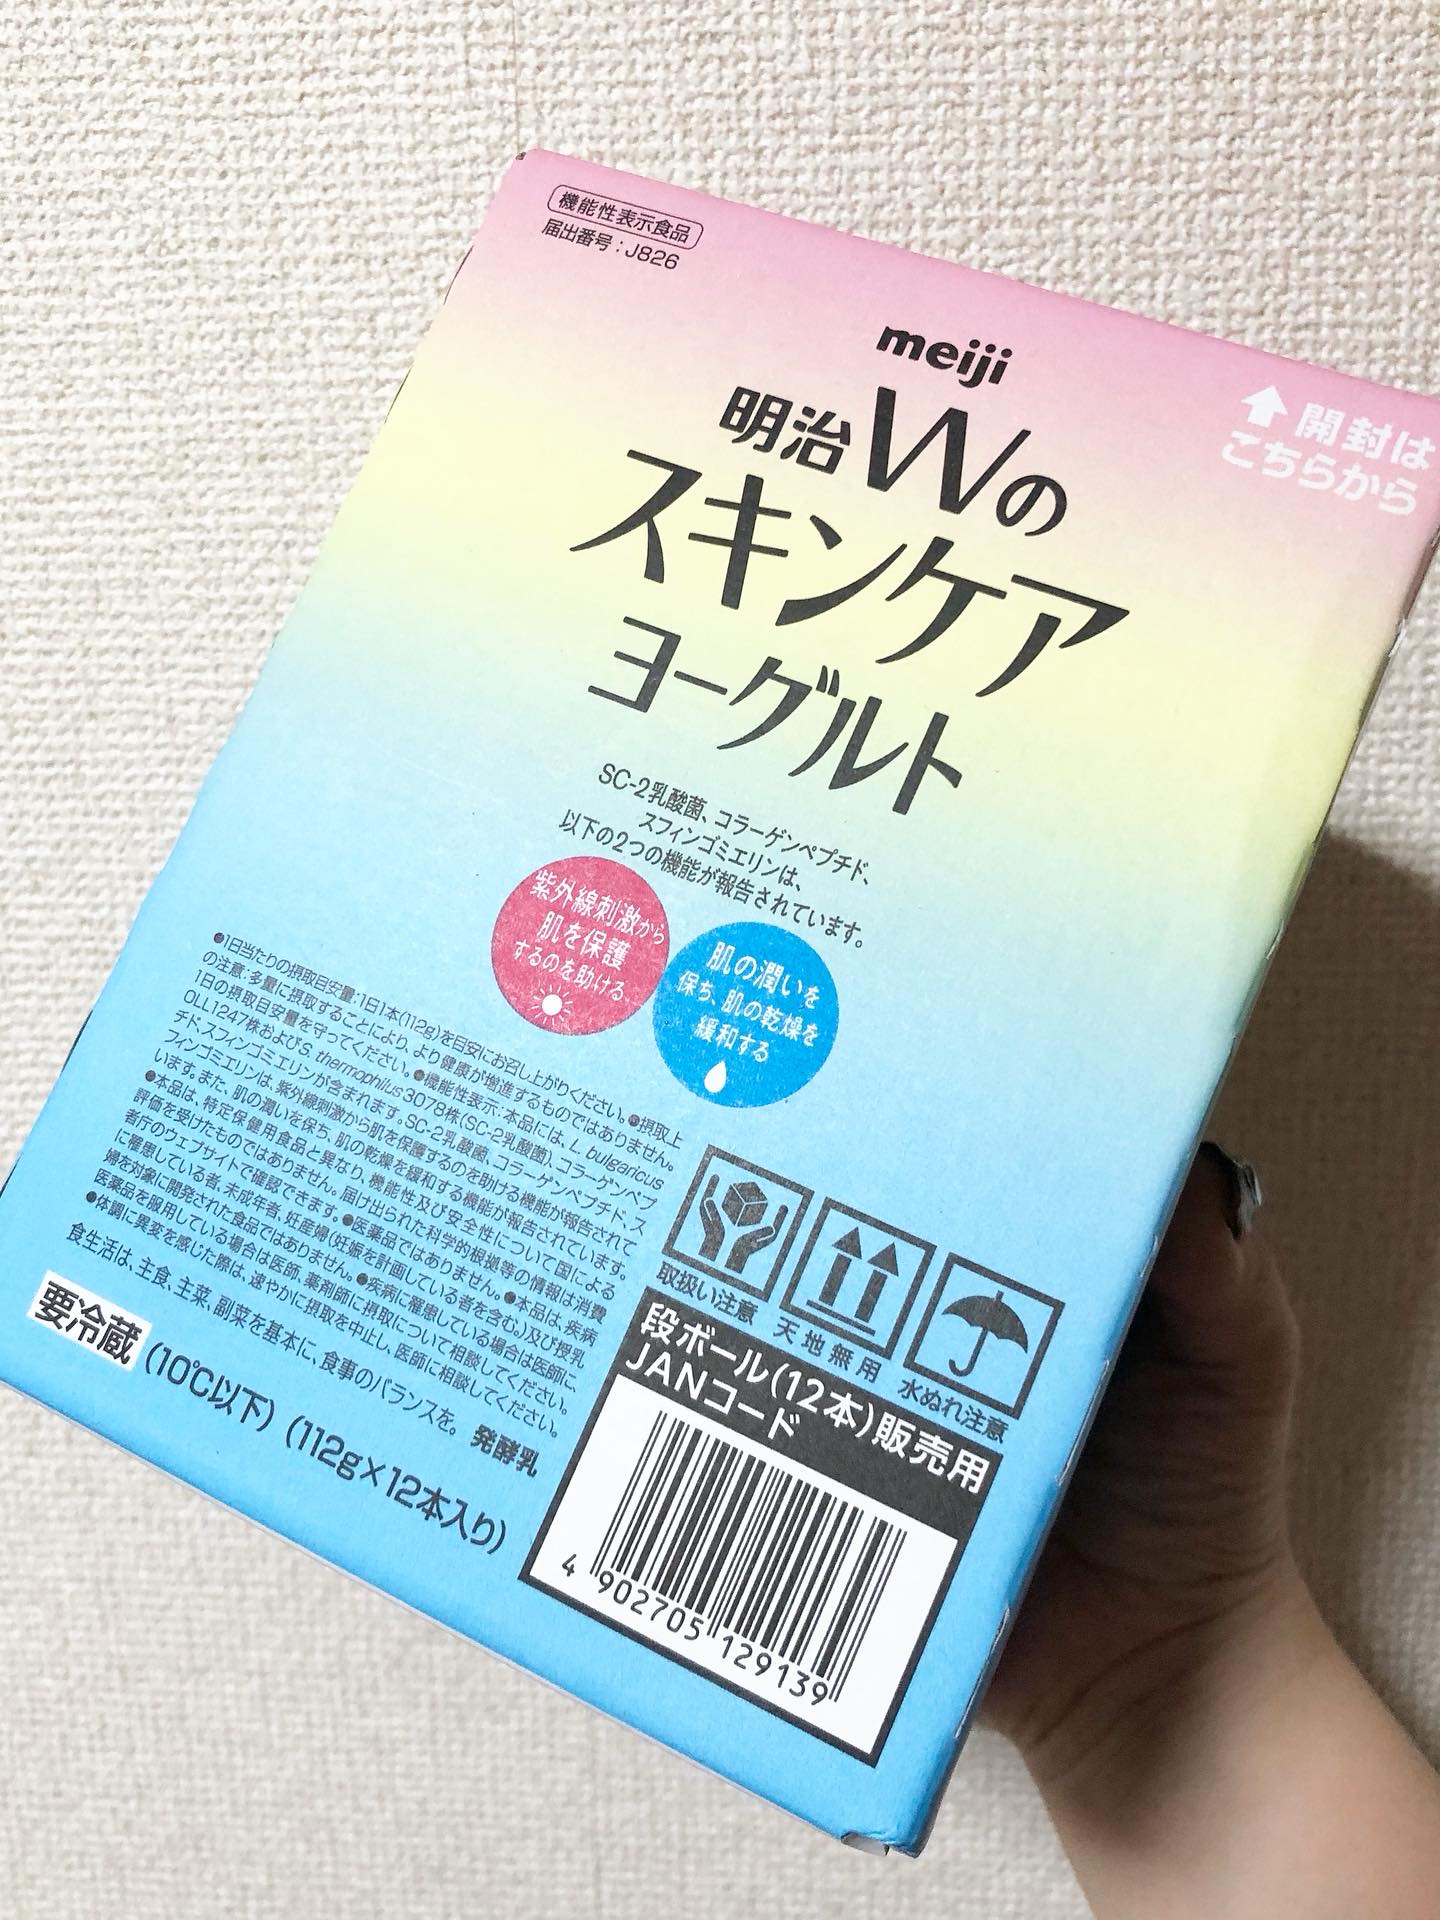 機能性表示食品
届出番号：J826
meiji
明治Wの
スキンケア
ヨーグルト
開封は
こちらから
SC-2乳酸菌、コラーゲンペプチド、
スフィンゴミエリンは、
以下の2つの機能が報告されています。
紫外線刺激から
肌を保護
するのを助ける
肌の潤いを
保ち、肌の乾燥を
緩和する
●1日当たりの摂取目安量:1日1本(112g)を目安にお召し上がりください。●摂取上
の注意:多量に摂取することにより、より健康が増進するものではありません。
1日の摂取目安量を守ってください。●機能性表示:本品には、L. bulgaricus
OLL1247株およびS. thermophilus 3078株(SC-2乳酸菌)、コラーゲンペプ
チド、スフィンゴミエリンが含まれます。SC-2乳酸菌、コラーゲンペプチド、ス
フィンゴミエリンは、紫外線刺激から肌を保護するのを助ける機能が報告されて
います。また、肌の潤いを保ち、肌の乾燥を緩和する機能が報告されています。
●本品は、特定保健用食品と異なり、機能性及び安全性について国による
評価を受けたものではありません。届け出られた科学的根拠等の情報は消費
者庁のウェブサイトで確認できます。●医薬品ではありません。●本品は、疾病
に罹患している者、未成年者、妊産婦(妊娠を計画している者を含む。)及び授乳
婦を対象に開発された食品ではありません。●疾病に罹患している場合は医師に、
医薬品を服用している場合は医師、薬剤師に摂取について相談してください。
●体調に異変を感じた際は、速やかに摂取を中止し、医師に相談してください。
食生活は、主食、主菜、副菜を基本に、食事のバランスを。 発酵乳
要冷蔵 (10℃以下) (112g×12本入り)
取扱い注意
天地無用
水ぬれ注意
段ボール(12本)販売用
JANコード
4 902705 129139